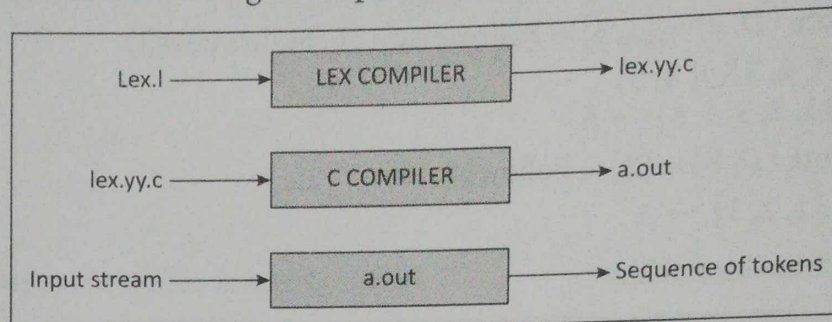 Lex.l LEX COMPILER lex.yy.c
lex.yy.c C COMPILER a.out
Input stream a.out Sequence of tokens